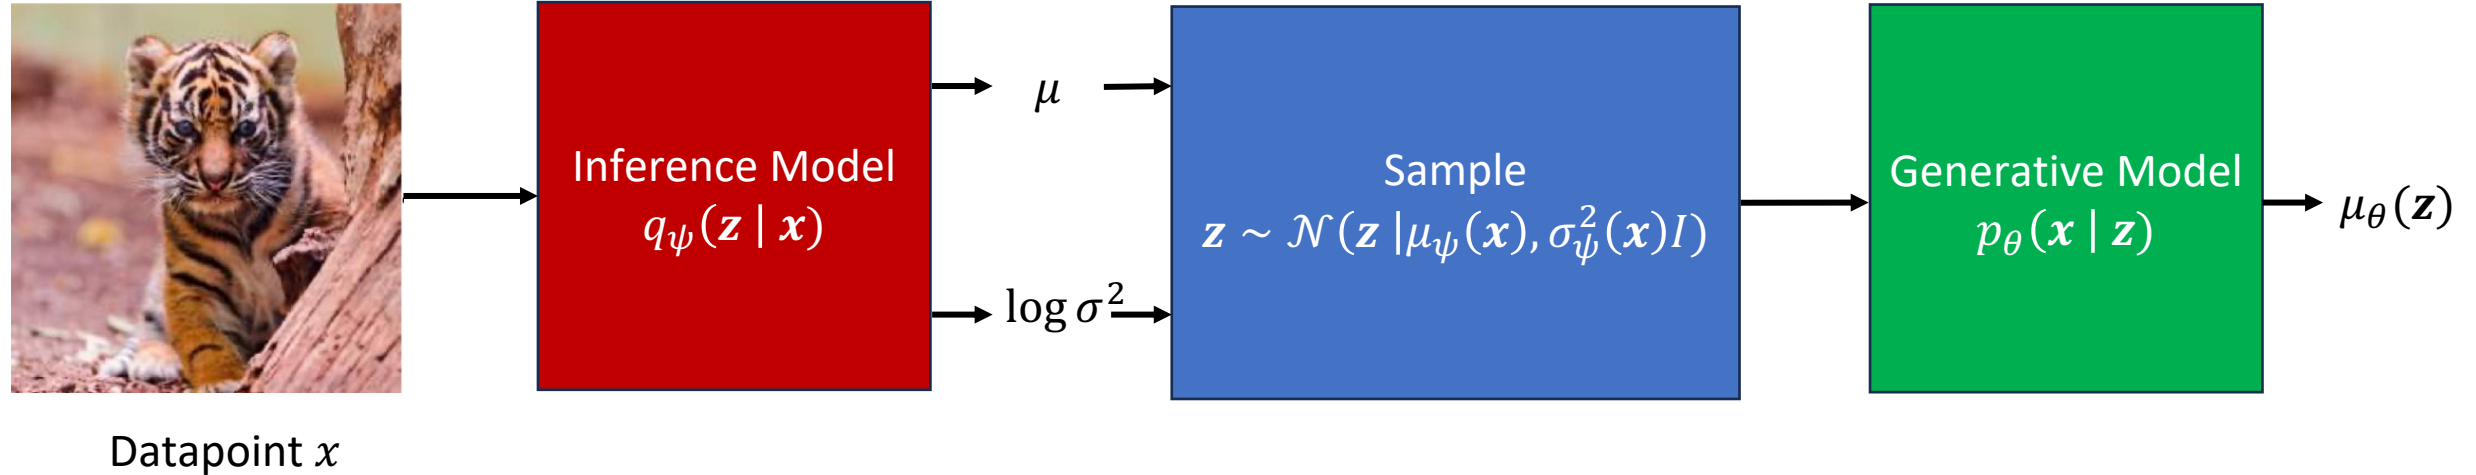 Inference Model
q_ψ(z | x)
μ
log σ²
Sample
z ~ 𝒩(z |μ_ψ(x), σ²_ψ(x)I)
Generative Model
p_θ(x | z)
μ_θ(z)
Datapoint x